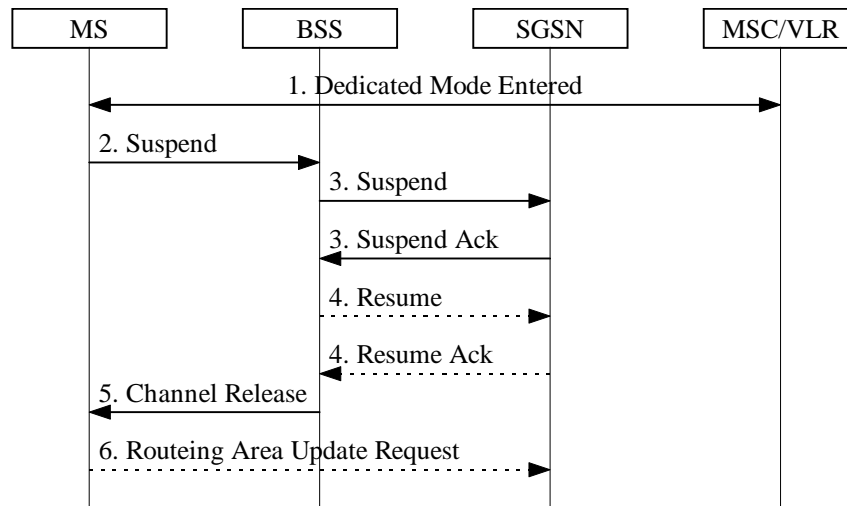 MS
BSS
SGSN
MSC/VLR
1. Dedicated Mode Entered
2. Suspend
3. Suspend
3. Suspend Ack
4. Resume
4. Resume Ack
5. Channel Release
6. Routeing Area Update Request